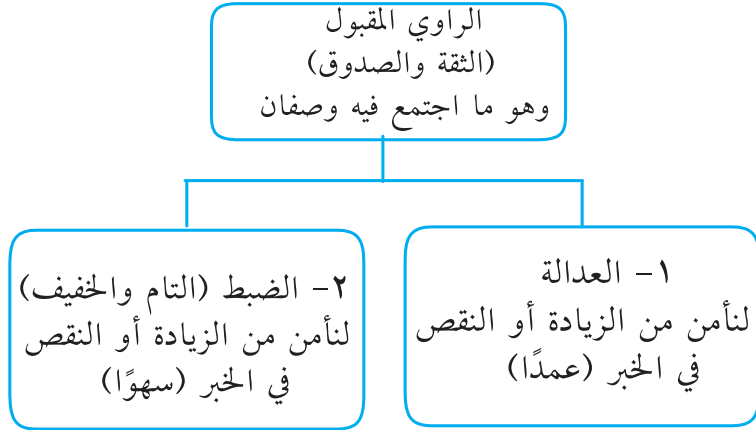 الراوي المقبول
(الثقة والصدوق)
وهو ما اجتمع فيه وصفان
١- العدالة
لنأمن من الزيادة أو النقص
في الخبر (عمدًا)
٢- الضبط (التام والخفيف)
لنأمن من الزيادة أو النقص
في الخبر (سهوًا)